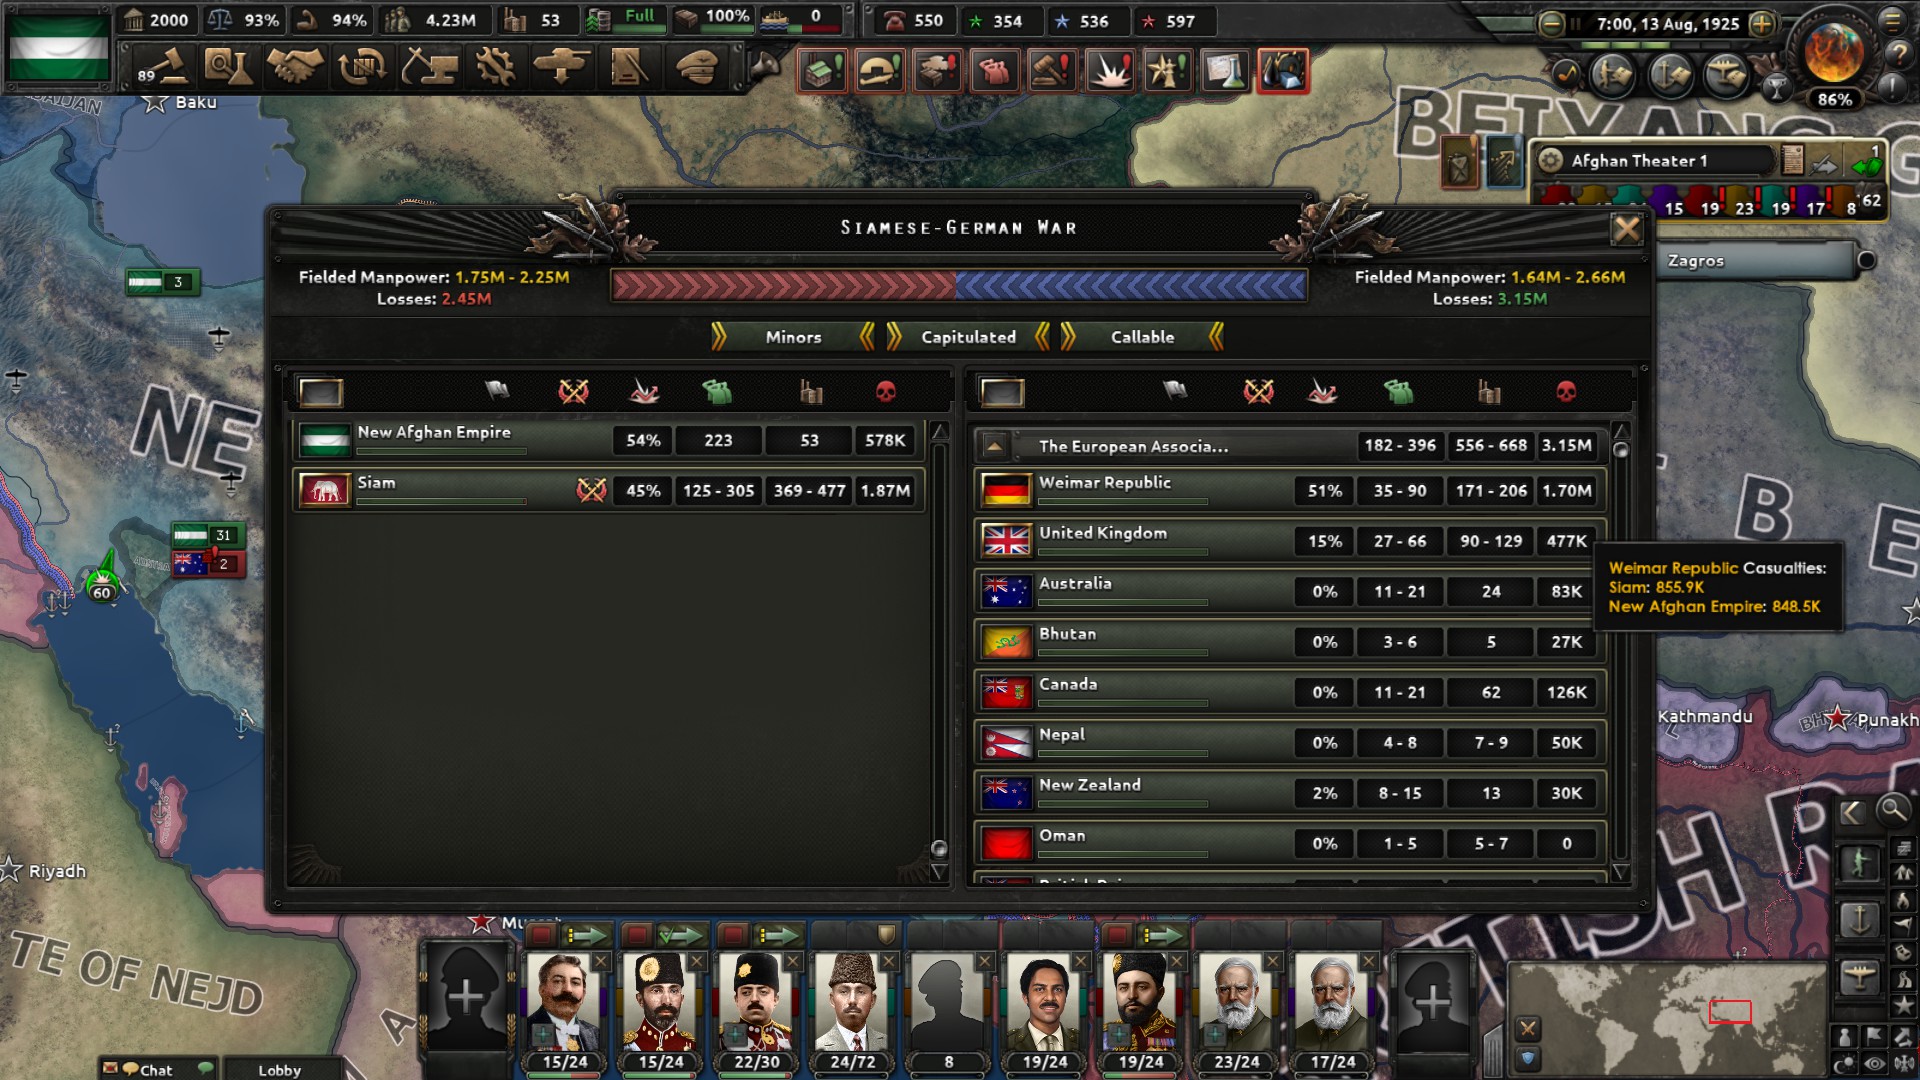 2000
93%
94%
4.23M
53
Full
100%
0
550
354
536
597
7:00, 13 Aug, 1925
89
86%
Baku
BEIYANG G
Afghan Theater 1
1
15
19
23
19
17
8
62
SIAMESE-GERMAN WAR
Zagros
Fielded Manpower: 1.75M - 2.25M
Losses: 2.45M
Fielded Manpower: 1.64M - 2.66M
Losses: 3.15M
3
Minors
Capitulated
Callable
New Afghan Empire 54% 223 53 578K
Siam 45% 125 - 305 369 - 477 1.87M
The European Associa... 182 - 396 556 - 668 3.15M
Weimar Republic 51% 35 - 90 171 - 206 1.70M
United Kingdom 15% 27 - 66 90 - 129 477K
Australia 0% 11 - 21 24 83K
Bhutan 0% 3 - 6 5 27K
Canada 0% 11 - 21 62 126K
Nepal 0% 4 - 8 7 - 9 50K
New Zealand 2% 8 - 15 13 30K
Oman 0% 1 - 5 5 - 7 0
Weimar Republic Casualties:
Siam: 855.9K
New Afghan Empire: 848.5K
NE
B
E
31
2
60
Kathmandu
Punakh
Riyadh
TE OF NEJD
A
TISH R
15/24
15/24
22/30
24/72
8
19/24
19/24
23/24
17/24
Chat
Lobby